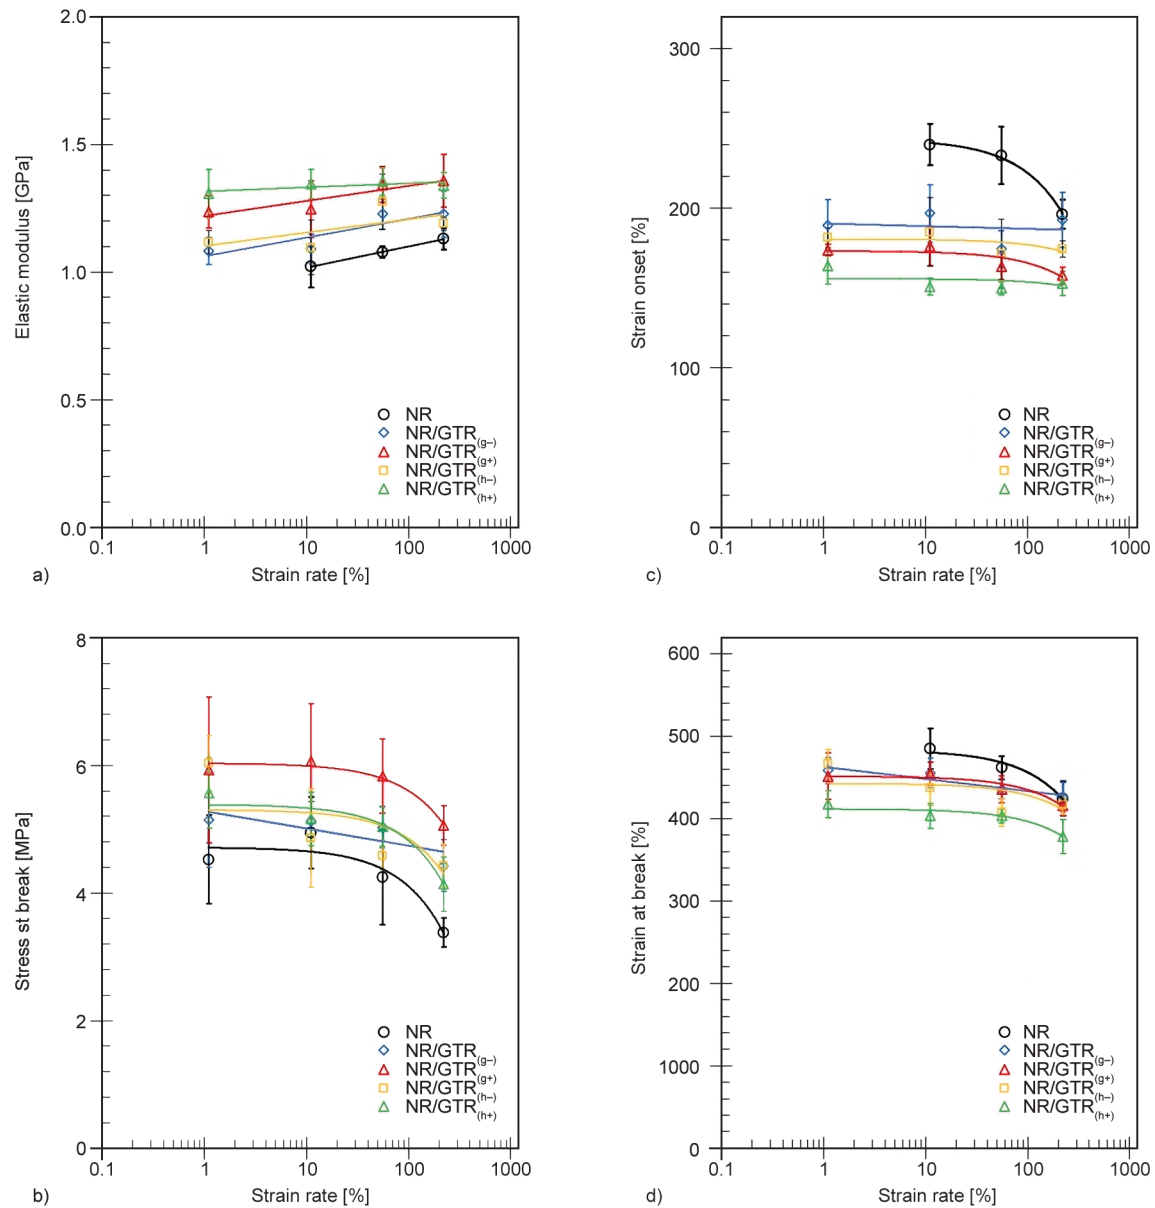 2.0
1.5
1.0
0.5
0.0
Elastic modulus [GPa]
NR
NR/GTR(g–)
NR/GTR(g+)
NR/GTR(h–)
NR/GTR(h+)
0.1 1 10 100 1000
a) Strain rate [%]
300
200
100
0
Strain onset [%]
NR
NR/GTR(g–)
NR/GTR(g+)
NR/GTR(h–)
NR/GTR(h+)
0.1 1 10 100 1000
c) Strain rate [%]
8
6
4
2
0
Stress st break [MPa]
NR
NR/GTR(g–)
NR/GTR(g+)
NR/GTR(h–)
NR/GTR(h+)
0.1 1 10 100 1000
b) Strain rate [%]
600
500
400
300
200
1000
0
Strain at break [%]
NR
NR/GTR(g–)
NR/GTR(g+)
NR/GTR(h–)
NR/GTR(h+)
0.1 1 10 100 1000
d) Strain rate [%]